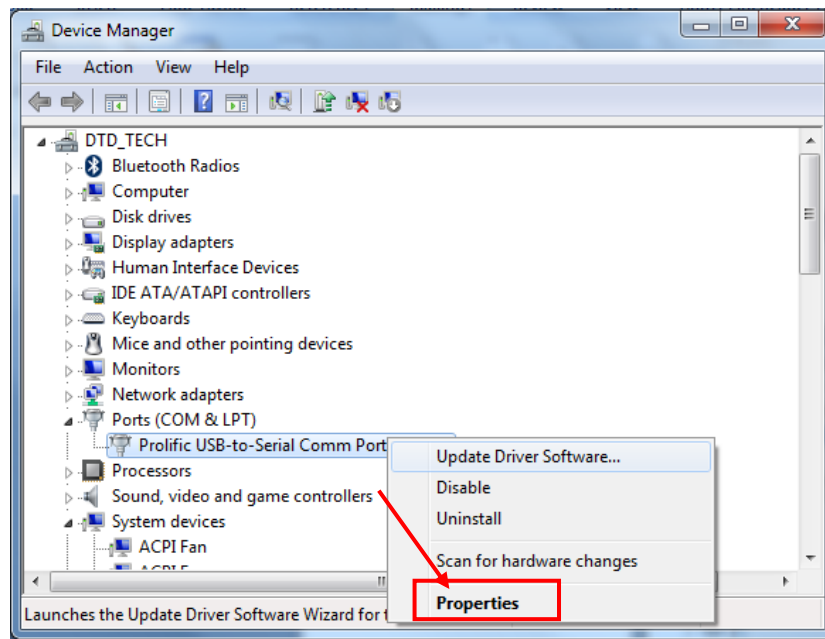 Device Manager
File Action View Help
DTD_TECH
Bluetooth Radios
Computer
Disk drives
Display adapters
Human Interface Devices
IDE ATA/ATAPI controllers
Keyboards
Mice and other pointing devices
Monitors
Network adapters
Ports (COM & LPT)
Prolific USB-to-Serial Comm Port
Update Driver Software...
Processors
Disable
Sound, video and game controllers
Uninstall
System devices
ACPI Fan
Scan for hardware changes
Properties
Launches the Update Driver Software Wizard for